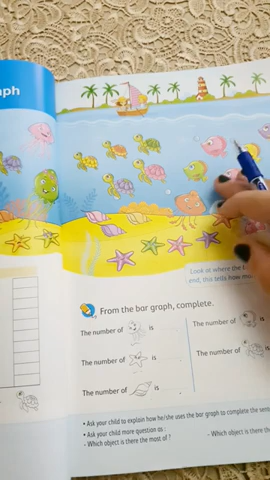 aph
Look at where the
end, this tells how
From the bar graph, complete.
The number of is
The number of is
The number of is
The number of is
The number of is
• Ask your child to explain how he/she uses the bar graph to complete the
• Ask your child more question as :
- Which object is there the most of ?
- Which object is there